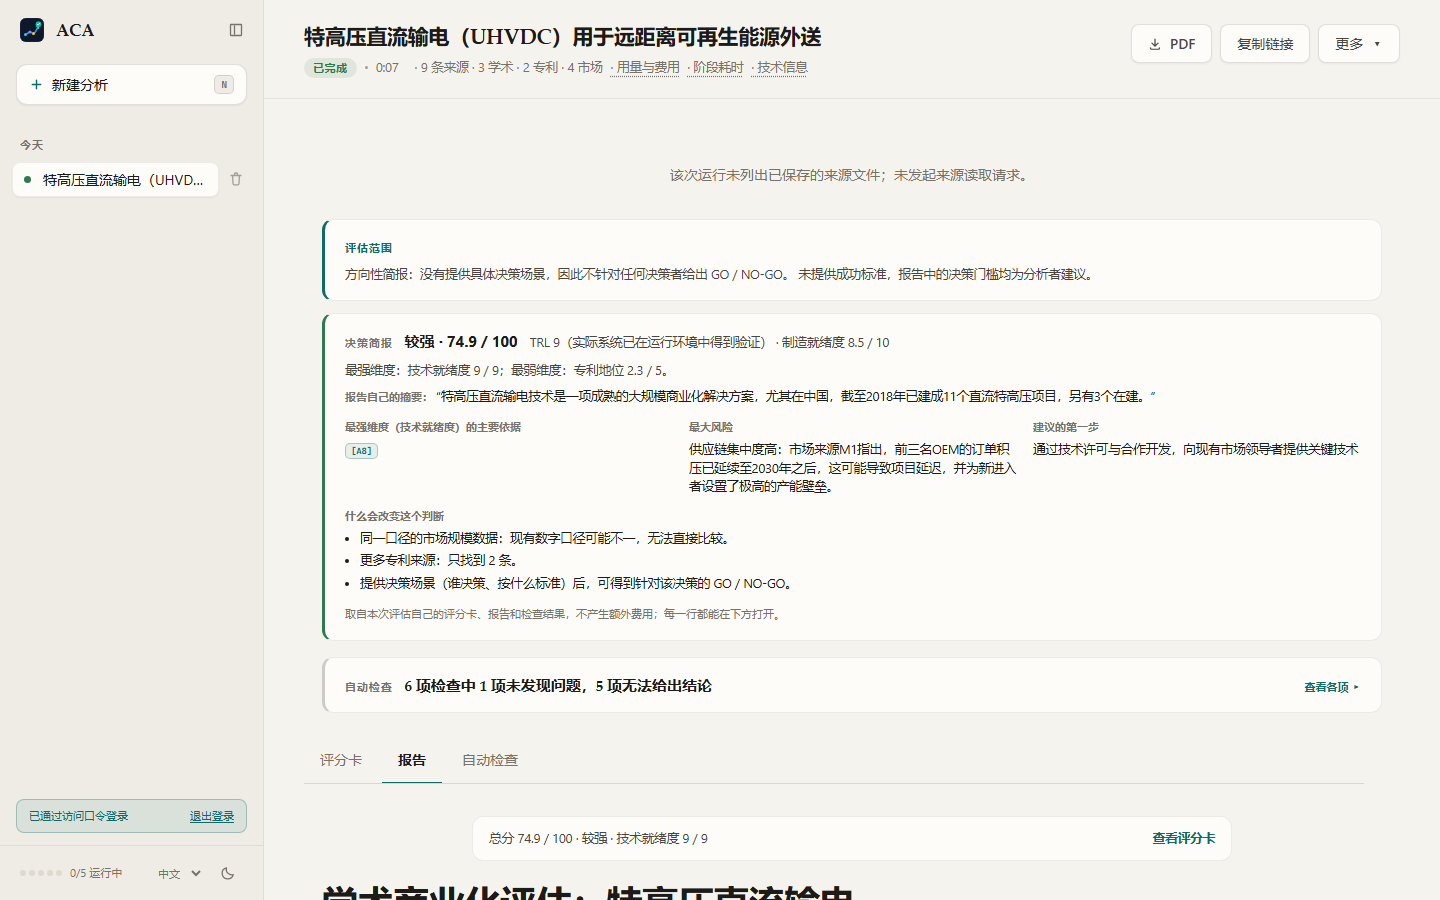 ACA
新建分析
N
今天
特高压直流输电（UHVD...
已通过访问口令登录
退出登录
0/5 运行中
中文
特高压直流输电（UHVDC）用于远距离可再生能源外送
已完成 · 0:07 · 9 条来源 · 3 学术 · 2 专利 · 4 市场 · 用量与费用 · 阶段耗时 · 技术信息
PDF
复制链接
更多
该次运行未列出已保存的来源文件；未发起来源读取请求。
评估范围
方向性简报：没有提供具体决策场景，因此不针对任何决策者给出 GO / NO-GO。 未提供成功标准，报告中的决策门槛均为分析者建议。
决策简报 较强 · 74.9 / 100 TRL 9（实际系统已在运行环境中得到验证） · 制造就绪度 8.5 / 10
最强维度：技术就绪度 9 / 9；最弱维度：专利地位 2.3 / 5。
报告自己的摘要：“特高压直流输电技术是一项成熟的大规模商业化解决方案，尤其在中国，截至2018年已建成11个直流特高压项目，另有3个在建。”
最强维度（技术就绪度）的主要依据
[A8]
最大风险
供应链集中度高：市场来源M1指出，前三名OEM的订单积
压已延续至2030年之后，这可能导致项目延迟，并为新进入
者设置了极高的产能壁垒。
建议的第一步
通过技术许可与合作开发，向现有市场领导者提供关键技术
什么会改变这个判断
• 同一口径的市场规模数据：现有数字口径可能不一，无法直接比较。
• 更多专利来源：只找到 2 条。
• 提供决策场景（谁决策、按什么标准）后，可得到针对该决策的 GO / NO-GO。
取自本次评估自己的评分卡、报告和检查结果，不产生额外费用；每一行都能在下方打开。
自动检查 6 项检查中 1 项未发现问题，5 项无法给出结论
查看各项
评分卡
报告
自动检查
总分 74.9 / 100 · 较强 · 技术就绪度 9 / 9
查看评分卡
学术商业化评估：特高压直流输电